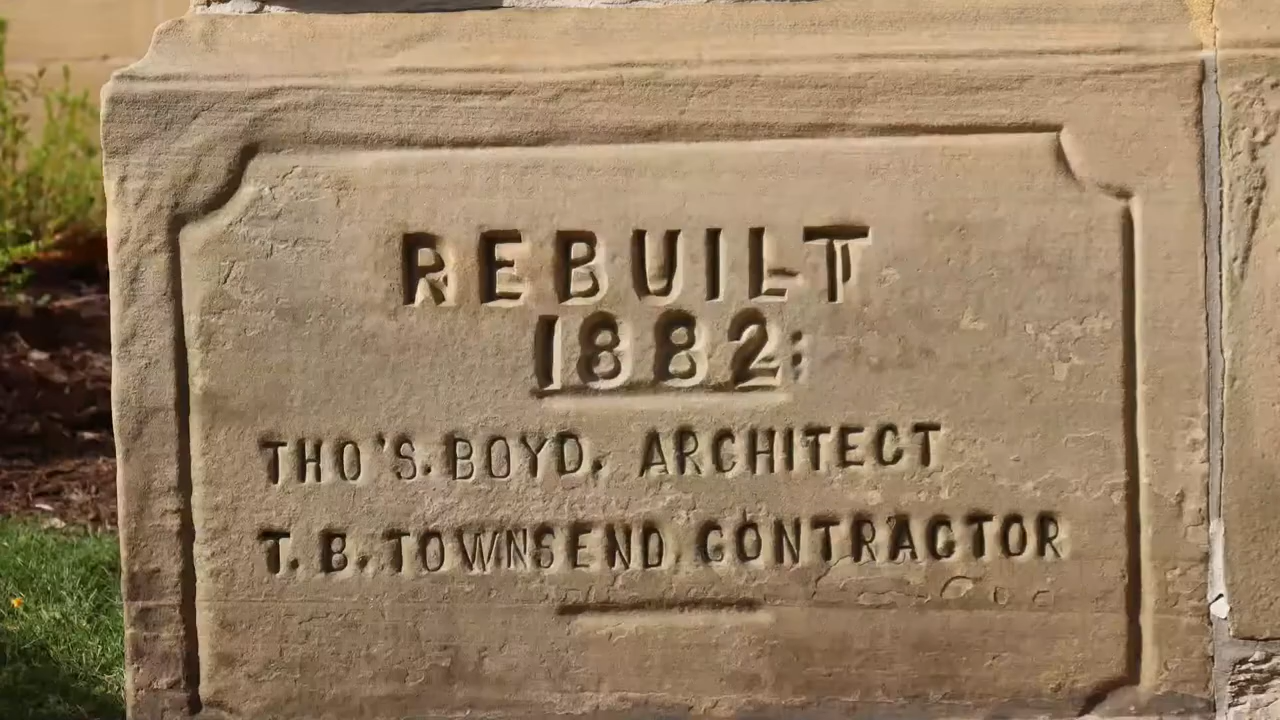 REBUILT
1882:
THO'S. BOYD. ARCHITECT
T. B. TOWNSEND. CONTRACTOR